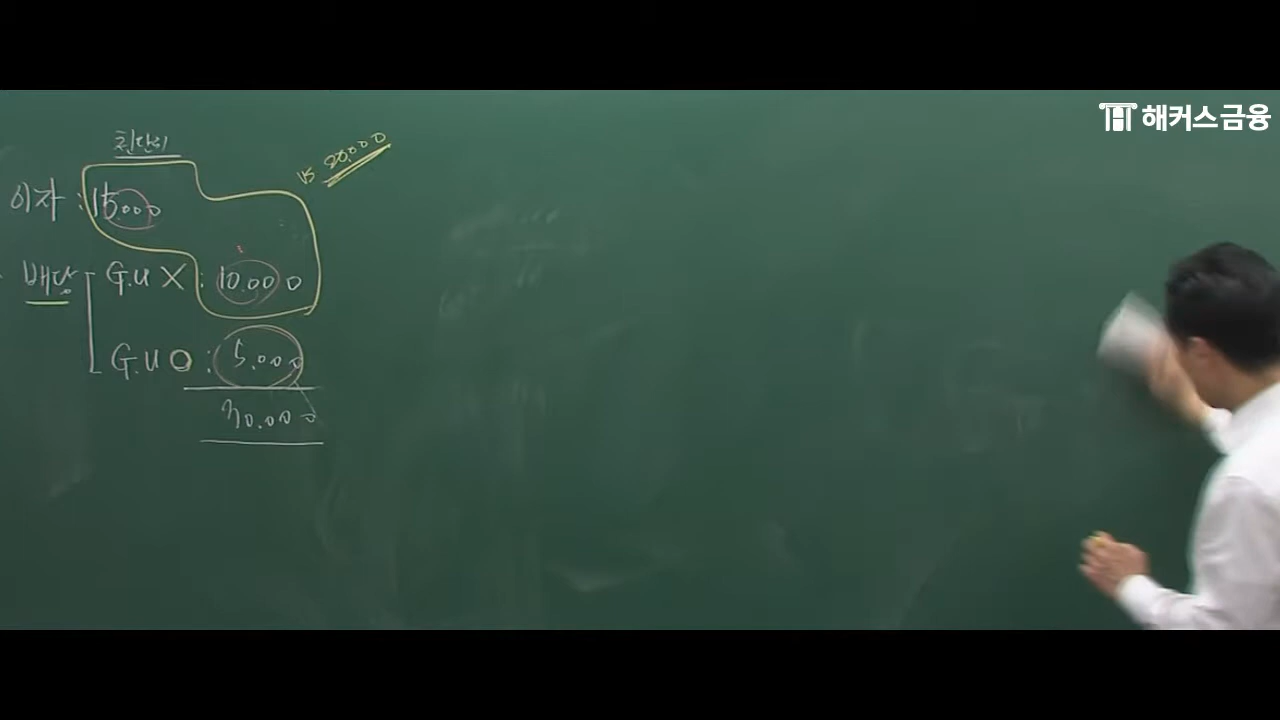 해커스금융
천단위
vs 20.000
이자 : 15.000
배당 G.U X : 10.000
G.U O : 5.000
30.000